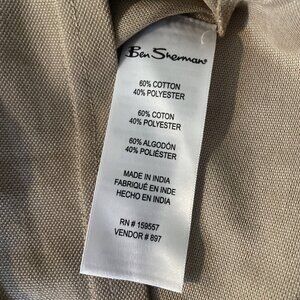 Ben Sherman®
60% COTTON
40% POLYESTER
60% COTON
40% POLYESTER
60% ALGODÓN
40% POLIÉSTER
MADE IN INDIA
FABRIQUÉ EN INDE
HECHO EN INDIA
RN # 159557
VENDOR # 897